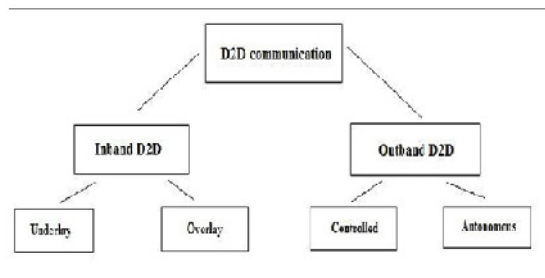 D2D communication
Inband D2D
Outband D2D
Underlay
Overlay
Controlled
Autonomous